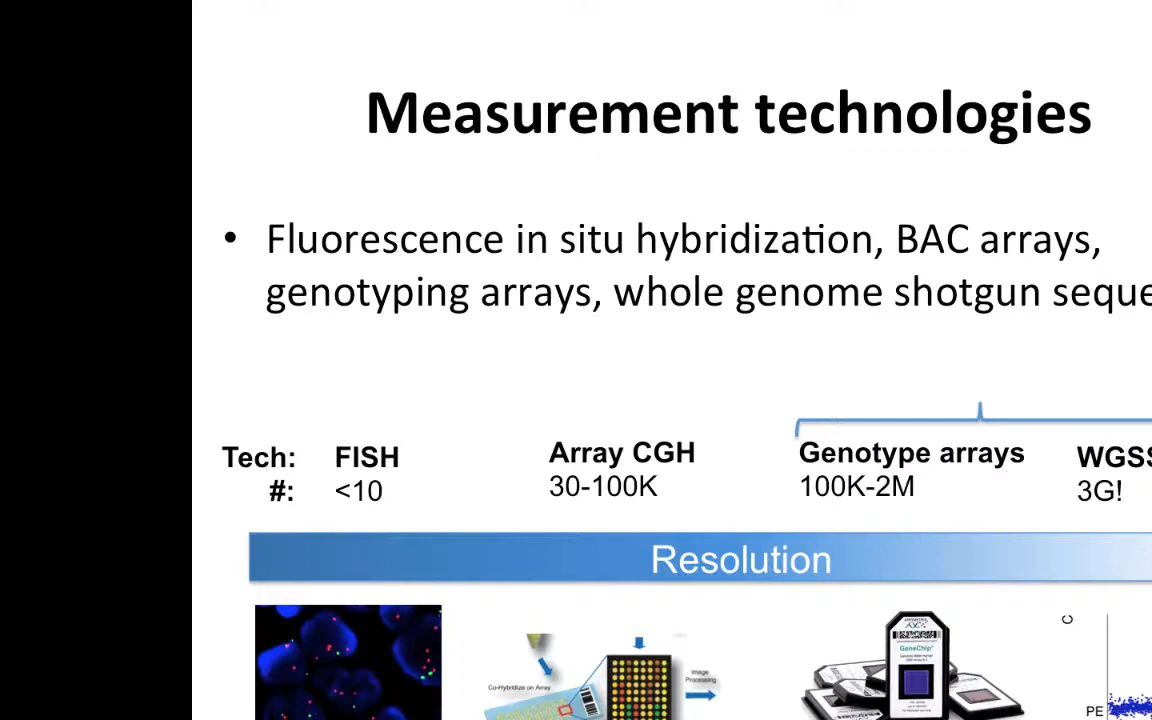 Measurement technologies
• Fluorescence in situ hybridization, BAC arrays,
genotyping arrays, whole genome shotgun seque
Tech: FISH Array CGH Genotype arrays WGSS
#: <10 30-100K 100K-2M 3G!
Resolution
GeneChip
Co-Hybridize on Array
Image
Processing
C
PE